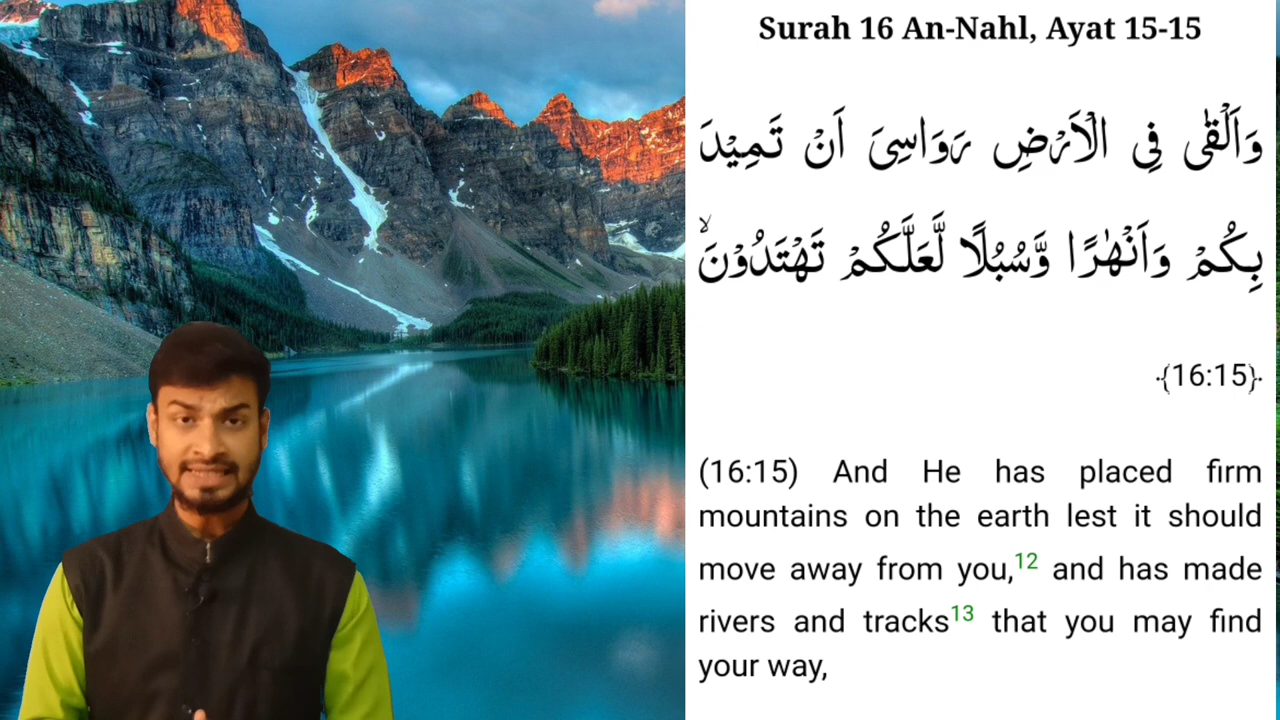 Surah 16 An-Nahl, Ayat 15-15
وَاَلْقٰى فِى الْاَرْضِ رَوَاسِىَ اَنْ تَمِيْدَ
بِكُمْ وَاَنْهٰرًا وَّسُبُلًا لَّعَلَّكُمْ تَهْتَدُوْنَۙ
﴿16:15﴾
(16:15) And He has placed firm
mountains on the earth lest it should
move away from you,12 and has made
rivers and tracks13 that you may find
your way,